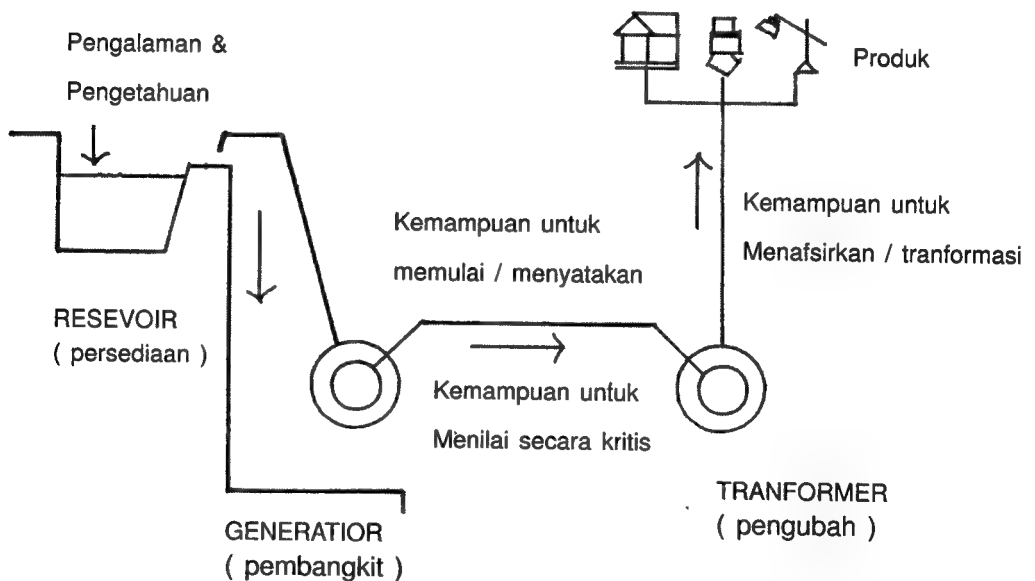 Pengalaman &
Pengetahuan
RESEVOIR
( persediaan )
GENERATIOR
( pembangkit )
Kemampuan untuk
memulai / menyatakan
Kemampuan untuk
Menilai secara kritis
TRANFORMER
( pengubah )
Kemampuan untuk
Menafsirkan / tranformasi
Produk